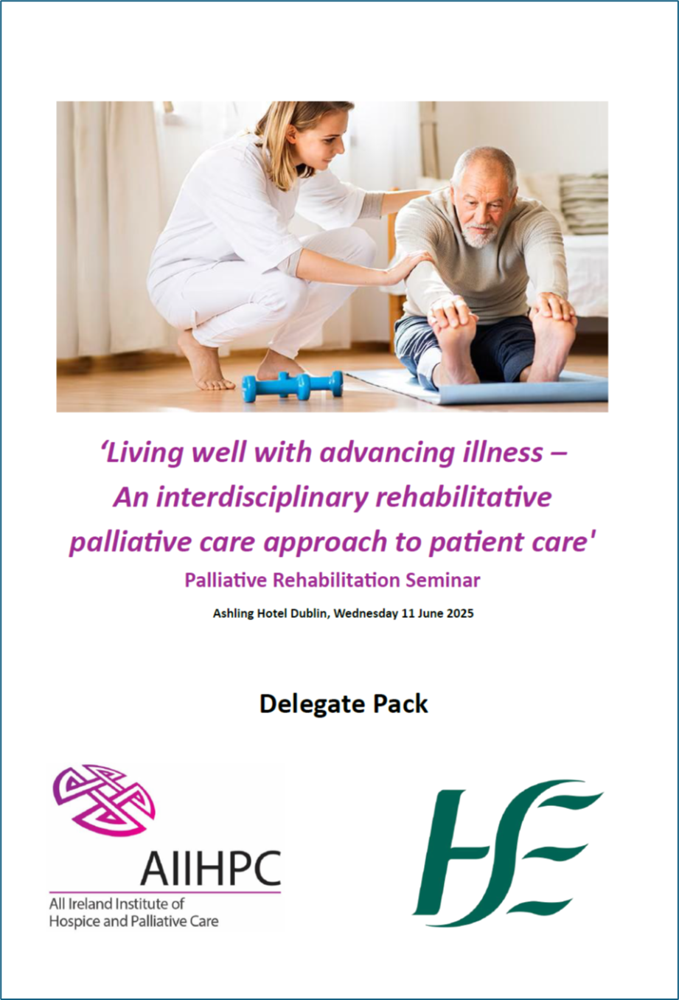 ‘Living well with advancing illness –
An interdisciplinary rehabilitative
palliative care approach to patient care'
Palliative Rehabilitation Seminar
Ashling Hotel Dublin, Wednesday 11 June 2025
Delegate Pack
AIIHPC
All Ireland Institute of
Hospice and Palliative Care
HSE